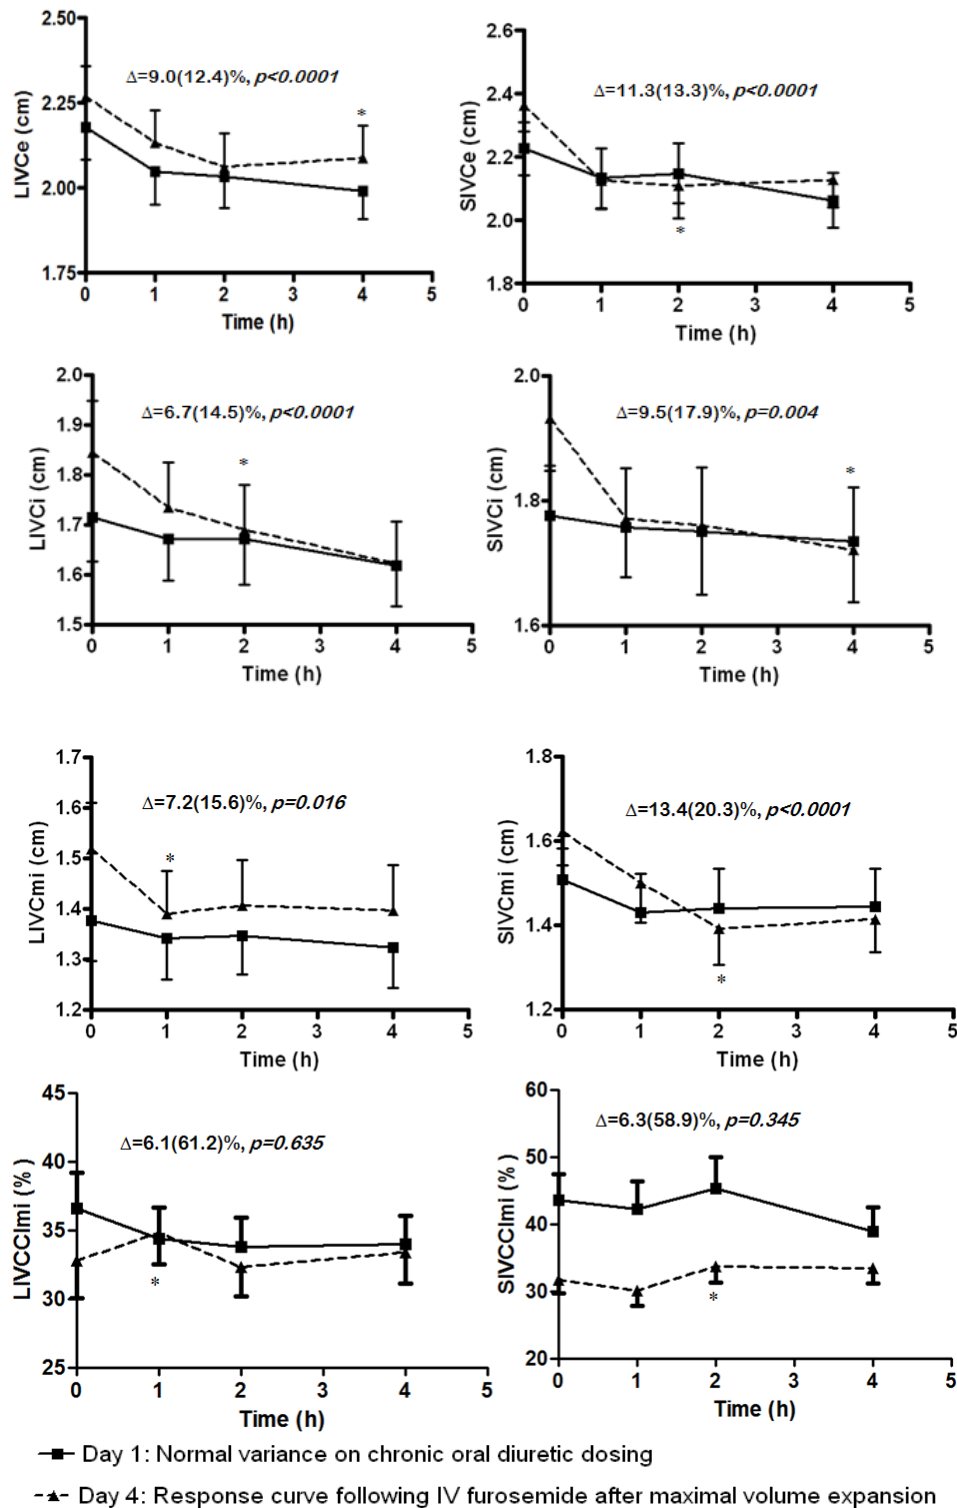 2.50
2.25
2.00
1.75
LIVCe (cm)
Δ=9.0(12.4)%, p<0.0001
*
0 1 2 3 4 5
Time (h)
2.6
2.4
2.2
2.0
1.8
SIVCe (cm)
Δ=11.3(13.3)%, p<0.0001
*
0 1 2 3 4 5
Time (h)
2.0
1.9
1.8
1.7
1.6
1.5
LIVCi (cm)
Δ=6.7(14.5)%, p<0.0001
*
0 1 2 3 4 5
Time (h)
2.0
1.8
1.6
SIVCi (cm)
Δ=9.5(17.9)%, p=0.004
*
0 1 2 3 4 5
Time (h)
1.7
1.6
1.5
1.4
1.3
1.2
LIVCmi (cm)
Δ=7.2(15.6)%, p=0.016
*
0 1 2 3 4 5
Time (h)
1.8
1.6
1.4
1.2
SIVCmi (cm)
Δ=13.4(20.3)%, p<0.0001
*
0 1 2 3 4 5
Time (h)
45
40
35
30
25
LIVCCImi (%)
Δ=6.1(61.2)%, p=0.635
*
0 1 2 3 4 5
Time (h)
60
50
40
30
20
SIVCCImi (%)
Δ=6.3(58.9)%, p=0.345
*
0 1 2 3 4 5
Time (h)
Day 1: Normal variance on chronic oral diuretic dosing
Day 4: Response curve following IV furosemide after maximal volume expansion